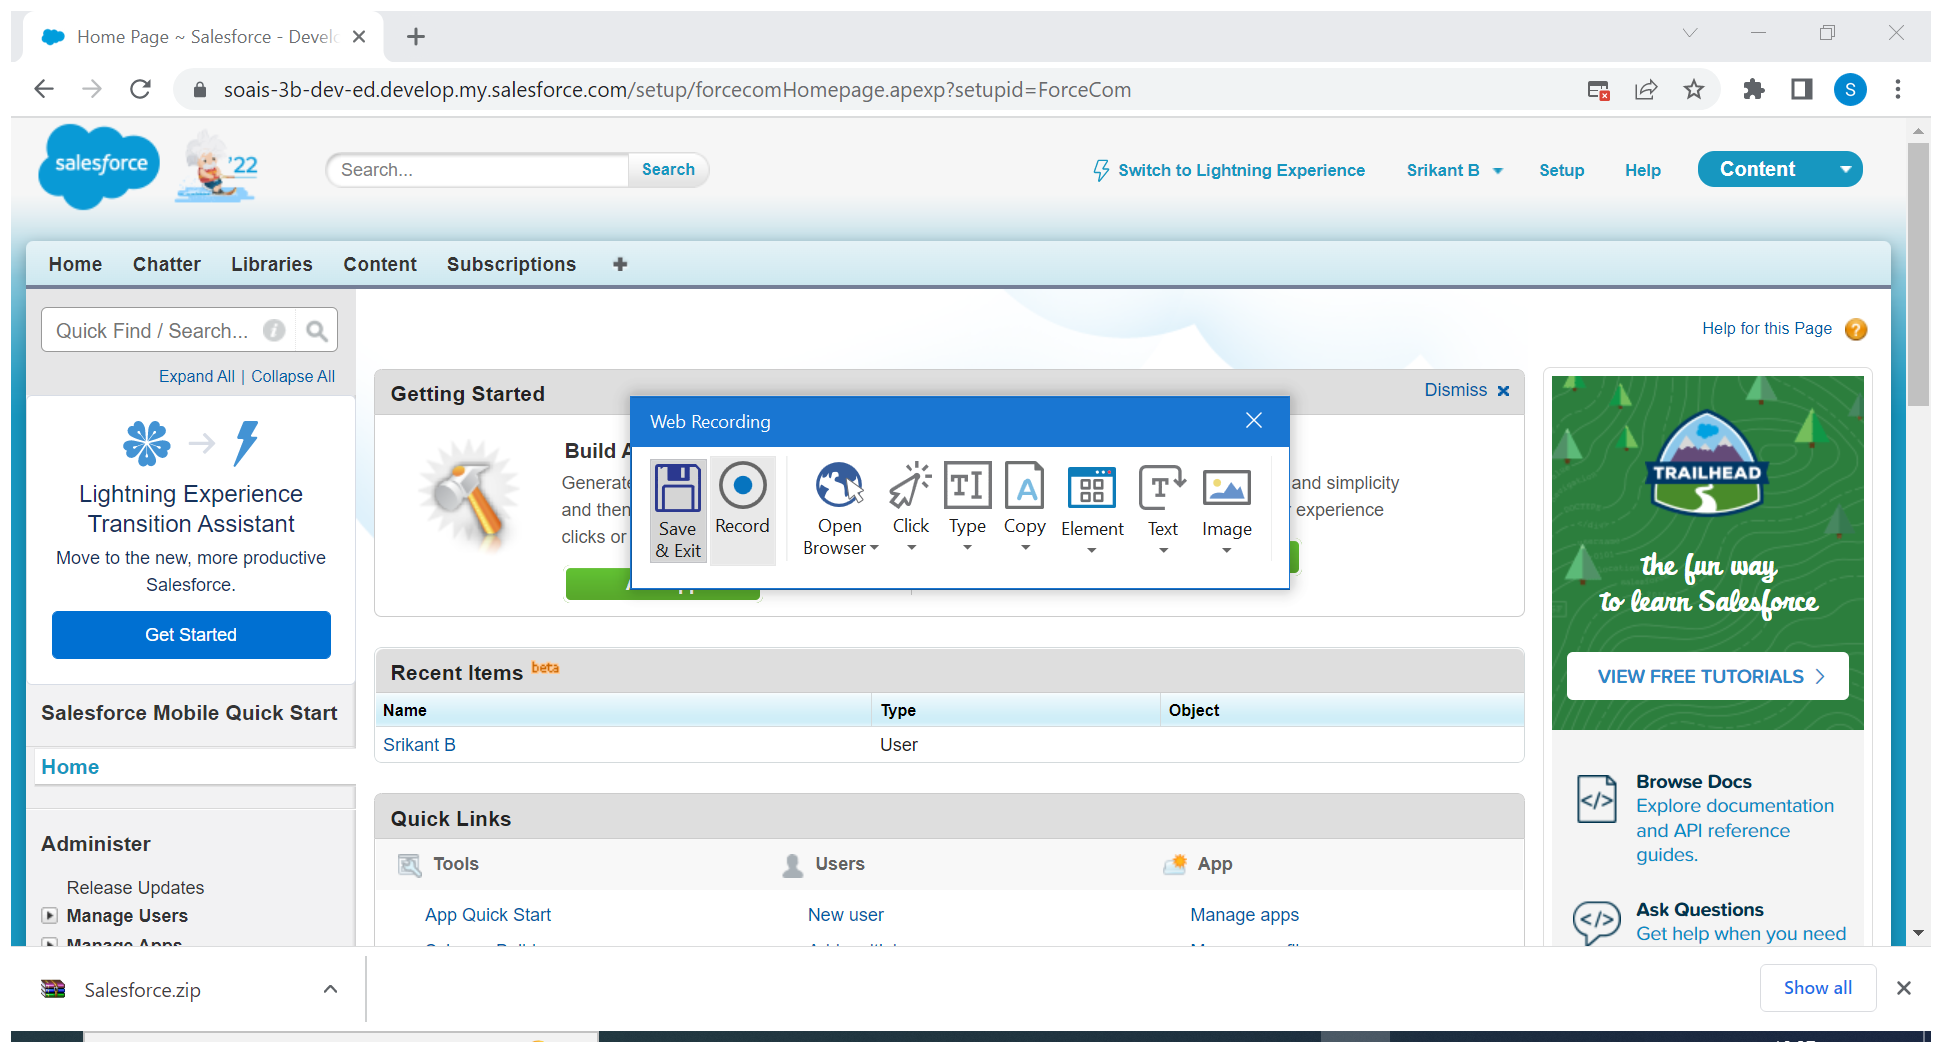 Home Page ~ Salesforce - Develo
soais-3b-dev-ed.develop.my.salesforce.com/setup/forcecomHomepage.apexp?setupid=ForceCom
S
salesforce
'22
Search...
Search
Switch to Lightning Experience
Srikant B
Setup
Help
Content
Home
Chatter
Libraries
Content
Subscriptions
Quick Find / Search...
Expand All | Collapse All
Lightning Experience
Transition Assistant
Move to the new, more productive
Salesforce.
Get Started
Salesforce Mobile Quick Start
Home
Administer
Release Updates
Manage Users
Manage Apps
Help for this Page
Getting Started
Dismiss
Build A
Generate
and then
clicks or
and simplicity
experience
Web Recording
Save
& Exit
Record
Open
Browser
Click
Type
Copy
Element
Text
Image
Recent Items beta
Name
Type
Object
Srikant B
User
Quick Links
Tools
Users
App
App Quick Start
New user
Manage apps
TRAILHEAD
the fun way
to learn Salesforce
VIEW FREE TUTORIALS
Browse Docs
Explore documentation
and API reference
guides.
Ask Questions
Get help when you need
Salesforce.zip
Show all